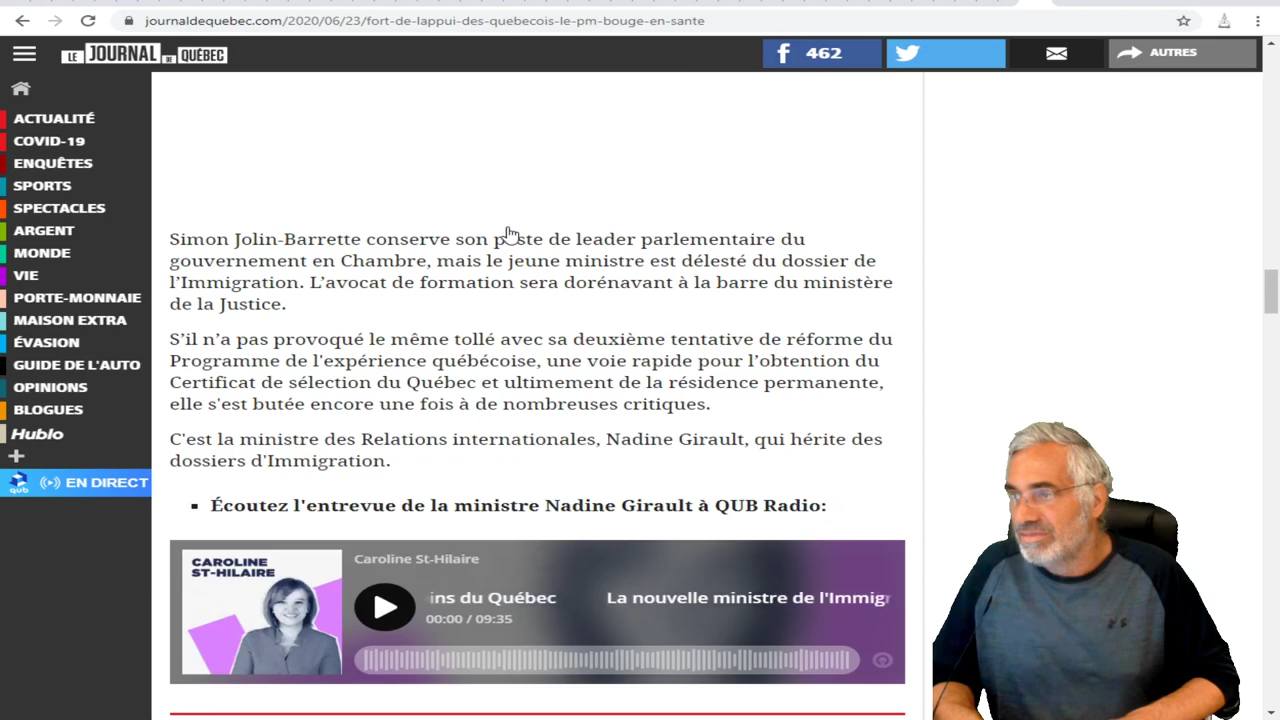 journaldequebec.com/2020/06/23/fort-de-lappui-des-quebecois-le-pm-bouge-en-sante
LE JOURNAL DE QUÉBEC
462
AUTRES
ACTUALITÉ
COVID-19
ENQUÊTES
SPORTS
SPECTACLES
ARGENT
MONDE
VIE
PORTE-MONNAIE
MAISON EXTRA
ÉVASION
GUIDE DE L'AUTO
OPINIONS
BLOGUES
Hublo
QUB
EN DIRECT
Simon Jolin-Barrette conserve son poste de leader parlementaire du
gouvernement en Chambre, mais le jeune ministre est délesté du dossier de
l’Immigration. L’avocat de formation sera dorénavant à la barre du ministère
de la Justice.
S’il n’a pas provoqué le même tollé avec sa deuxième tentative de réforme du
Programme de l'expérience québécoise, une voie rapide pour l’obtention du
Certificat de sélection du Québec et ultimement de la résidence permanente,
elle s'est butée encore une fois à de nombreuses critiques.
C'est la ministre des Relations internationales, Nadine Girault, qui hérite des
dossiers d'Immigration.
Écoutez l'entrevue de la ministre Nadine Girault à QUB Radio:
CAROLINE
ST-HILAIRE
Caroline St-Hilaire
ins du Québec La nouvelle ministre de l'Immigr
00:00 / 09:35